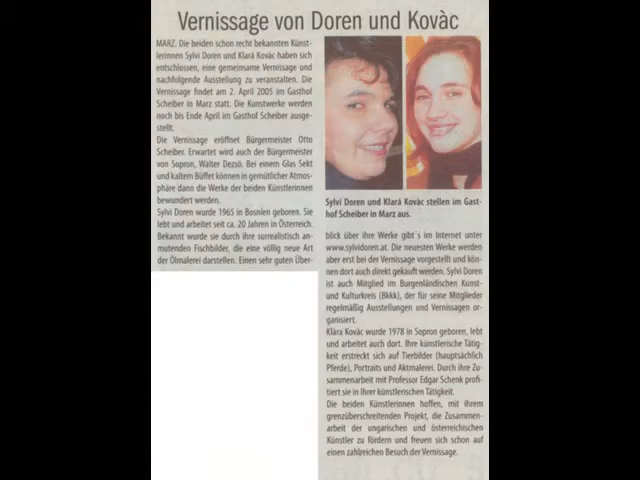 Vernissage von Doren und Kovàc
MARZ. Die beiden schon recht bekannten Künst-
lerinnen Sylvi Doren und Klará Kovàc haben sich
entschlossen, eine gemeinsame Vernissage und
nachfolgende Ausstellung zu veranstalten. Die
Vernissage findet am 2. April 2005 im Gasthof
Scheiber in Marz statt. Die Kunstwerke werden
noch bis Ende April im Gasthof Scheiber ausge-
stellt.
Die Vernissage eröffnet Bürgermeister Otto
Scheiber. Erwartet wird auch der Bürgermeister
von Sopron, Walter Dezsö. Bei einem Glas Sekt
und kaltem Büffet können in gemütlicher Atmos-
phäre dann die Werke der beiden Künstlerinnen
bewundert werden.
Sylvi Doren wurde 1965 in Bosnien geboren. Sie
lebt und arbeitet seit ca. 20 Jahren in Österreich.
Bekannt wurde sie durch ihre surrealistisch an-
mutenden Fischbilder, die eine völlig neue Art
der Ölmalerei darstellen. Einen sehr guten Über-
Sylvi Doren und Klará Kovàc stellen im Gast-
hof Scheiber in Marz aus.
blick über ihre Werke gibt`s im Internet unter
www.sylvidoren.at. Die neuesten Werke werden
aber erst bei der Vernissage vorgestellt und kön-
nen dort auch direkt gekauft werden. Sylvi Doren
ist auch Mitglied im Burgenländischen Kunst-
und Kulturkreis (Bkkk), der für seine Mitglieder
regelmäßig Ausstellungen und Vernissagen or-
ganisiert.
Klàra Kovàc wurde 1978 in Sopron geboren, lebt
und arbeitet auch dort. Ihre künstlerische Tätig-
keit erstreckt sich auf Tierbilder (hauptsächlich
Pferde), Portraits und Aktmalerei. Durch ihre Zu-
sammenarbeit mit Professor Edgar Schenk profi-
tiert sie in Ihrer künstlerischen Tätigkeit.
Die beiden Künstlerinnen hoffen, mit ihrem
grenzüberschreitenden Projekt, die Zusammen-
arbeit der ungarischen und österreichischen
Künstler zu fördern und freuen sich schon auf
einen zahlreichen Besuch der Vernissage.